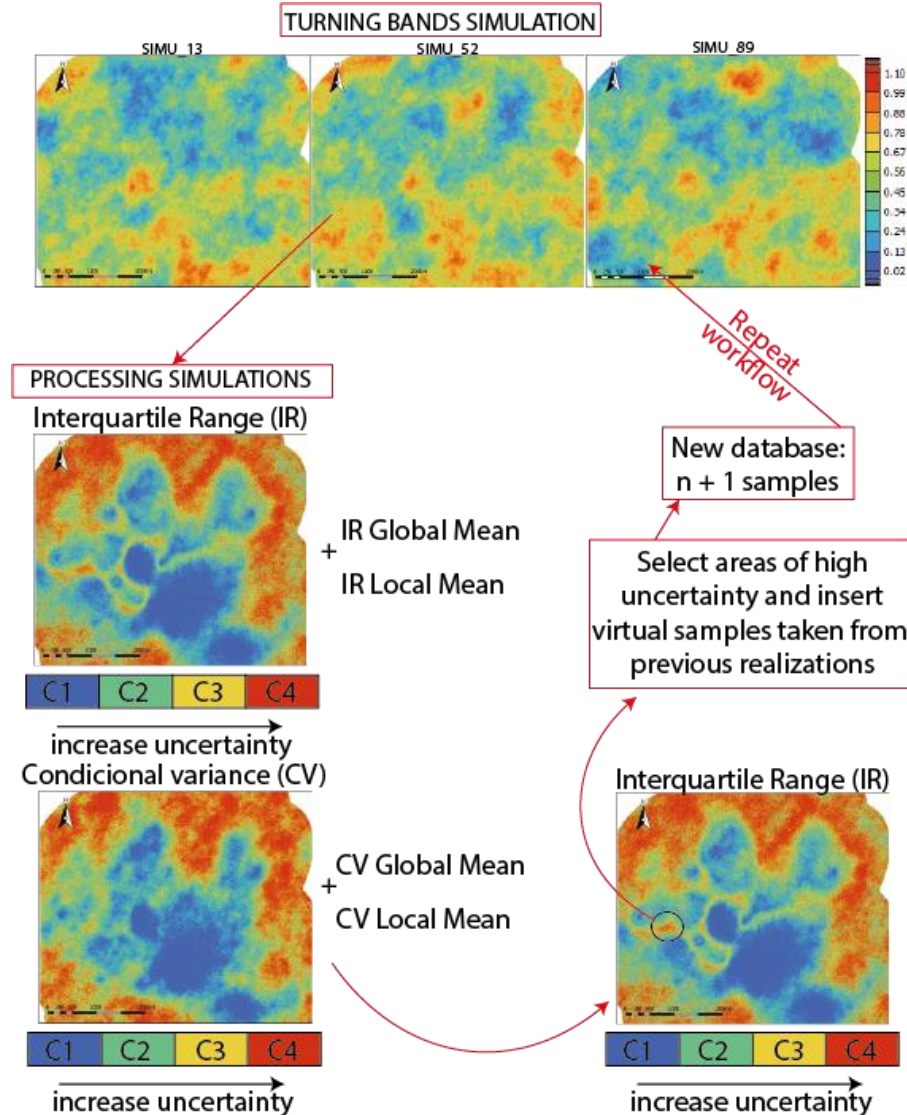 TURNING BANDS SIMULATION
SIMU_13
SIMU_52
SIMU_89
1.10
0.99
0.88
0.67
0.56
0.45
0.34
0.24
0.13
0.02
Repeat
workflow
PROCESSING SIMULATIONS
Interquartile Range (IR)
+
IR Global Mean
IR Local Mean
C1
C2
C3
C4
increase uncertainty
New database:
n + 1 samples
Select areas of high
uncertainty and insert
virtual samples taken from
previous realizations
Condicional variance (CV)
+
CV Global Mean
CV Local Mean
C1
C2
C3
C4
increase uncertainty
Interquartile Range (IR)
C1
C2
C3
C4
increase uncertainty